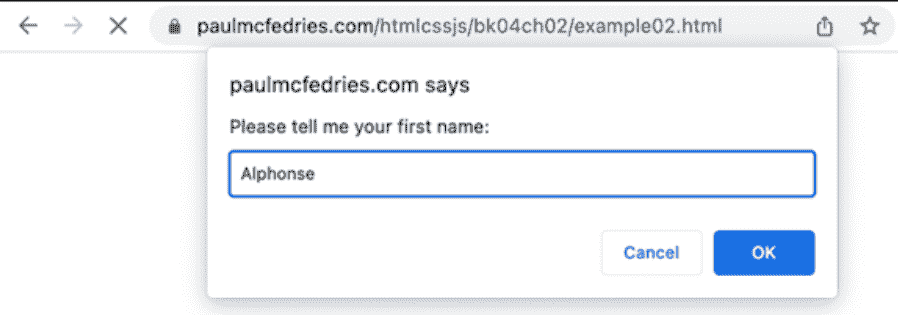 paulmcfedries.com/htmlcssjs/bk04ch02/example02.html
paulmcfedries.com says
Please tell me your first name:
Alphonse
Cancel OK